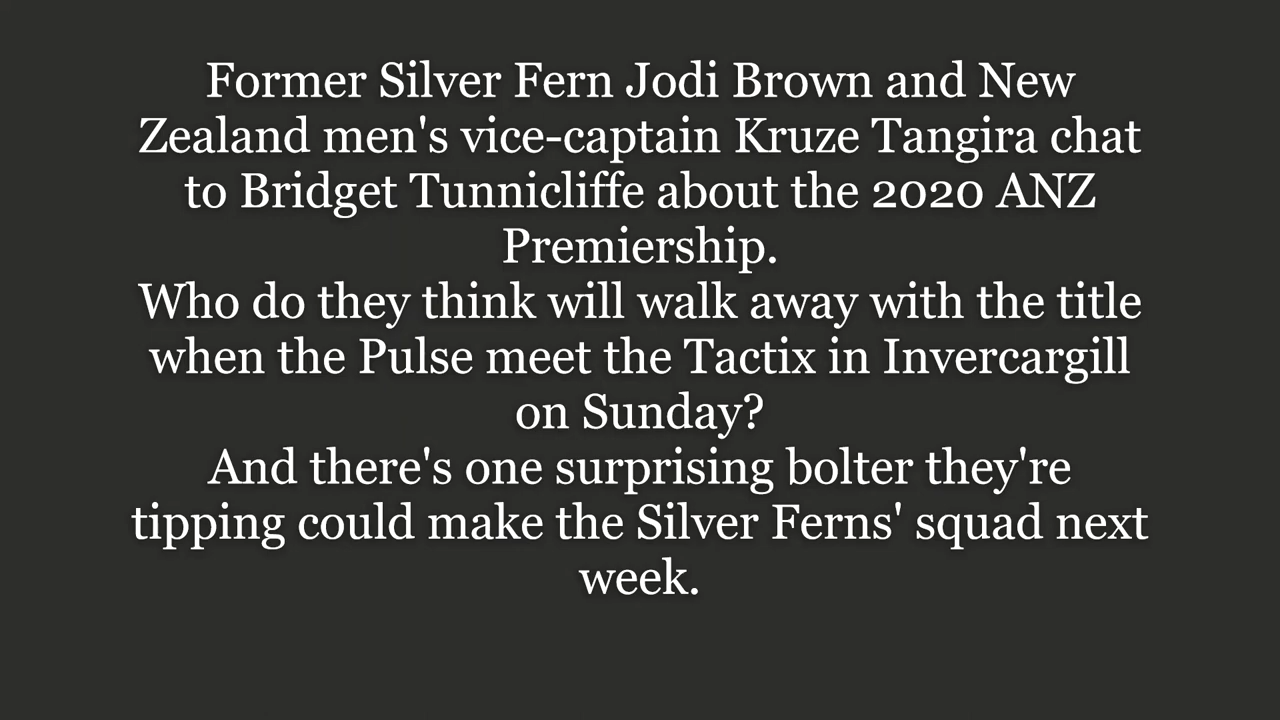 Former Silver Fern Jodi Brown and New
Zealand men's vice-captain Kruze Tangira chat
to Bridget Tunnicliffe about the 2020 ANZ
Premiership.
Who do they think will walk away with the title
when the Pulse meet the Tactix in Invercargill
on Sunday?
And there's one surprising bolter they're
tipping could make the Silver Ferns' squad next
week.